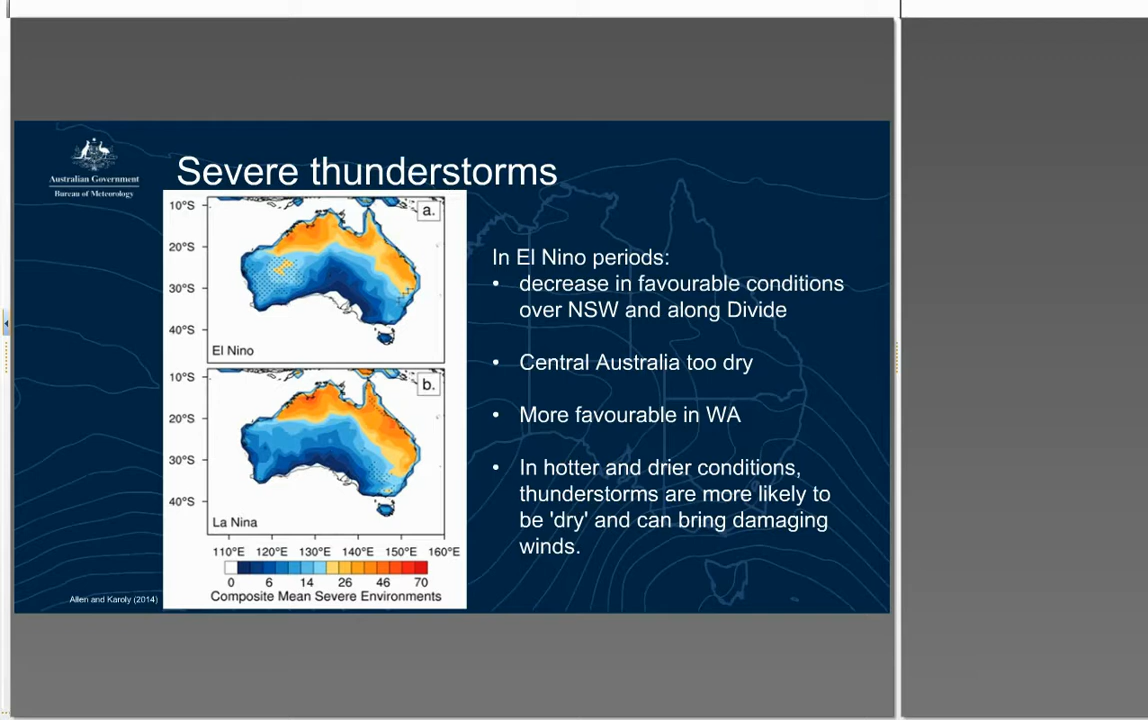 Australian Government
Bureau of Meteorology
Severe thunderstorms
10°S
20°S
30°S
40°S
a.
El Nino
10°S
20°S
30°S
40°S
b.
La Nina
110°E 120°E 130°E 140°E 150°E 160°E
0 6 14 26 46 70
Composite Mean Severe Environments
Allen and Karoly (2014)
In El Nino periods:
• decrease in favourable conditions
over NSW and along Divide
• Central Australia too dry
• More favourable in WA
• In hotter and drier conditions,
thunderstorms are more likely to
be 'dry' and can bring damaging
winds.